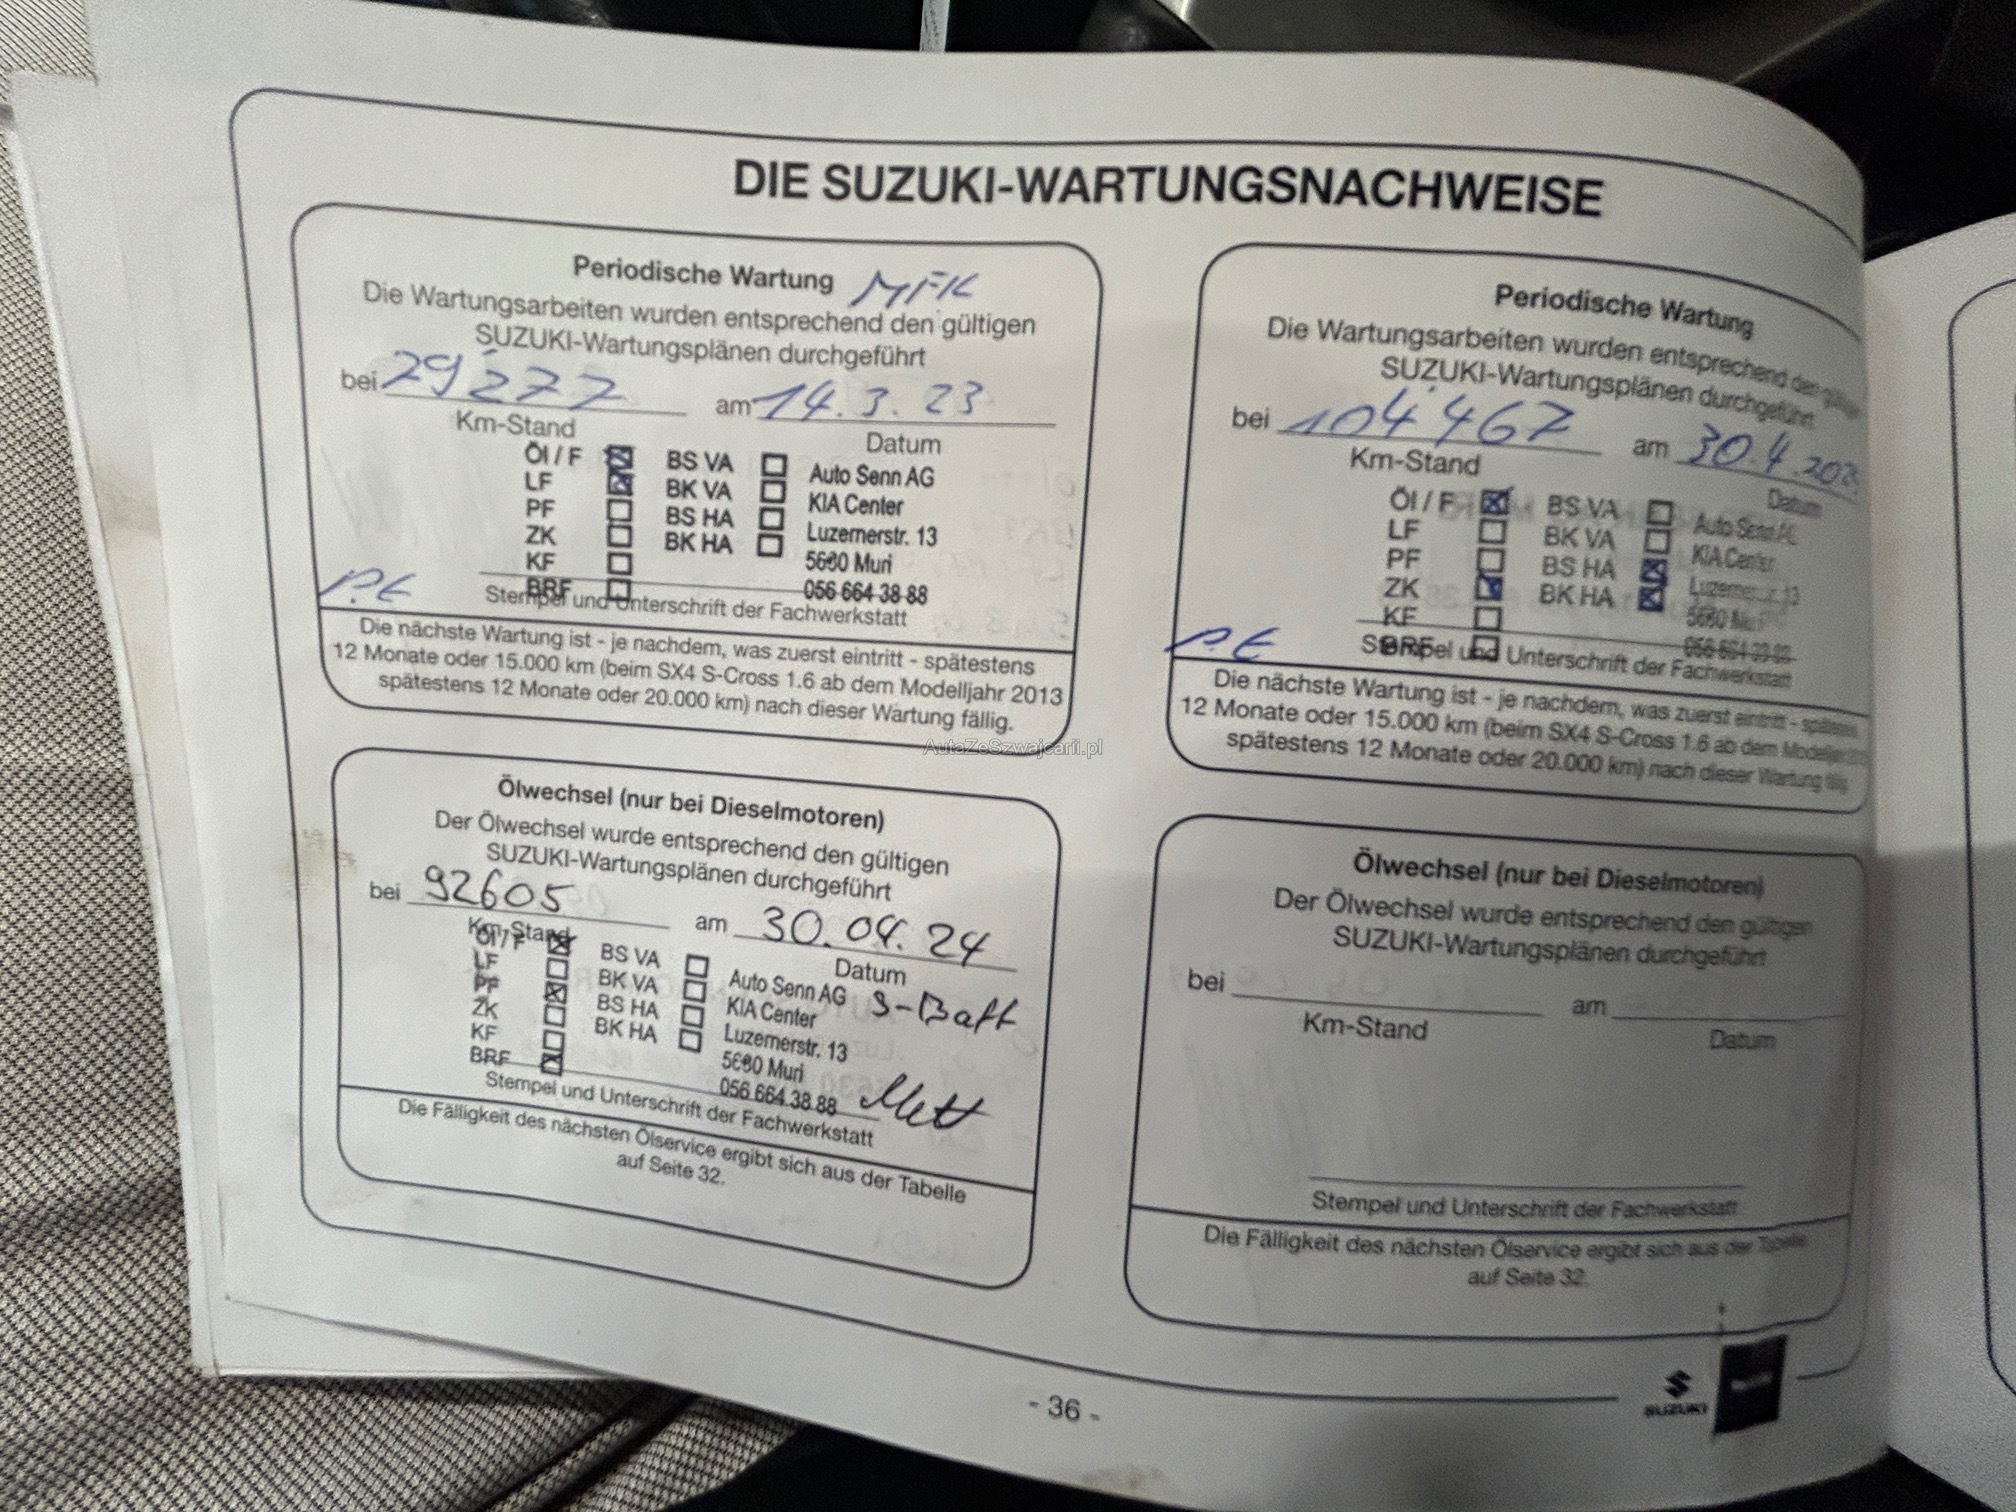 DIE SUZUKI-WARTUNGSNACHWEISE
Periodische Wartung MFK
Die Wartungsarbeiten wurden entsprechend den gültigen
SUZUKI-Wartungsplänen durchgeführt
bei 29'277 am 14.3.23
Km-Stand Datum
Öl / F BS VA Auto Senn AG
LF BK VA KIA Center
PF BS HA Luzernerstr. 13
ZK BK HA 5630 Muri
KF 056 664 38 88
BRF
P.E
Stempel und Unterschrift der Fachwerkstatt
Die nächste Wartung ist - je nachdem, was zuerst eintritt - spätestens
12 Monate oder 15.000 km (beim SX4 S-Cross 1.6 ab dem Modelljahr 2013
spätestens 12 Monate oder 20.000 km) nach dieser Wartung fällig.
Periodische Wartung
Die Wartungsarbeiten wurden entsprechend den
SUZUKI-Wartungsplänen durchgeführt
bei 104'467 am 30.4.
Km-Stand Datum
Öl / F BS VA Auto Senn AG
LF BK VA KIA Center
PF BS HA
ZK BK HA
KF
BRF
P.E
Stempel und Unterschrift der Fachwerkstatt
Die nächste Wartung ist - je nachdem, was zuerst eintritt -
12 Monate oder 15.000 km (beim SX4 S-Cross 1.6 ab dem
spätestens 12 Monate oder 20.000 km) nach dieser Wartung
AutaZeSzwajcarii.pl
Ölwechsel (nur bei Dieselmotoren)
Der Ölwechsel wurde entsprechend den gültigen
SUZUKI-Wartungsplänen durchgeführt
bei 92605 am 30.04.24
Km-Stand Datum
Öl / F BS VA Auto Senn AG S-Batt
LF BK VA KIA Center
PF BS HA Luzernerstr. 13
ZK BK HA 5630 Muri
KF 056 664 38 88
BRF
Stempel und Unterschrift der Fachwerkstatt
Die Fälligkeit des nächsten Ölservice ergibt sich aus der Tabelle
auf Seite 32.
Ölwechsel (nur bei Dieselmotoren)
Der Ölwechsel wurde entsprechend den gültigen
SUZUKI-Wartungsplänen durchgeführt
bei am
Km-Stand Datum
Stempel und Unterschrift der Fachwerkstatt
Die Fälligkeit des nächsten Ölservice ergibt sich aus der Tabelle
auf Seite 32.
- 36 -
SUZUKI